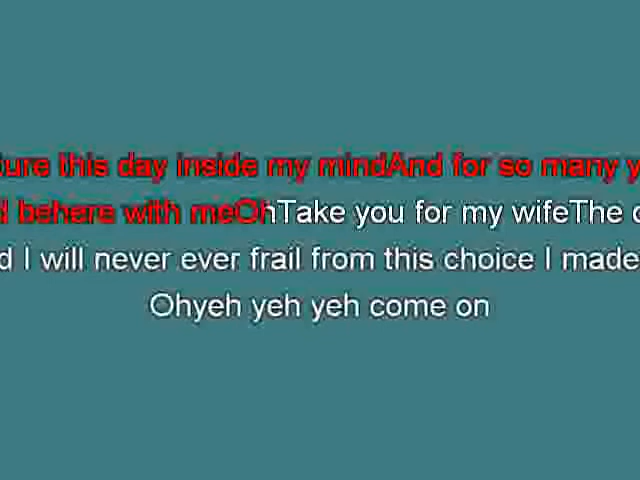 this day inside my mindAnd for so many
behere with meOhTake you for my wifeThe
I will never ever frail from this choice I made
Ohyeh yeh yeh come on